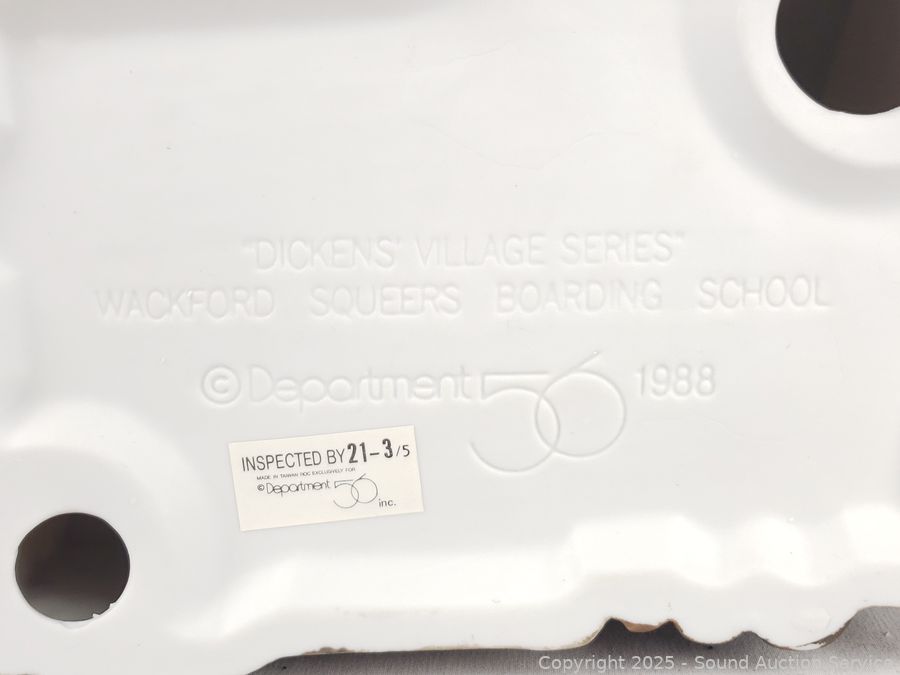 "DICKENS' VILLAGE SERIES"
WACKFORD SQUEERS BOARDING SCHOOL
©Department 56 1988
INSPECTED BY 21-3/5
MADE IN TAIWAN ROC EXCLUSIVELY FOR
©Department 56 inc.
Copyright 2025 - Sound Auction Service